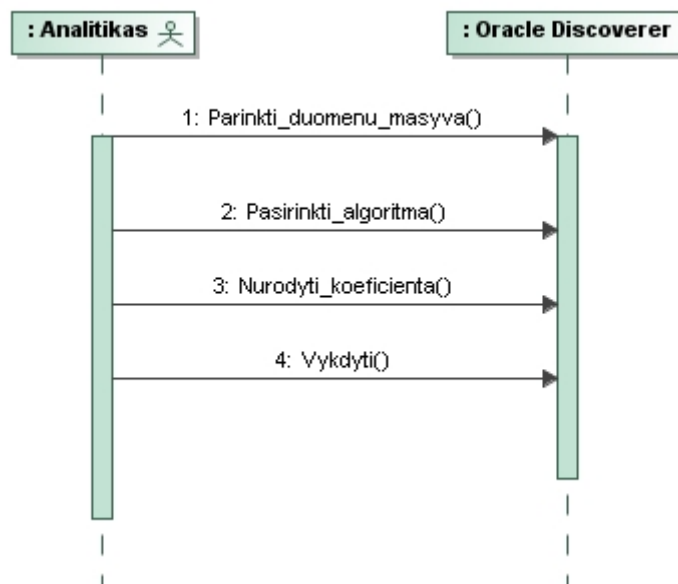 : Analitikas
: Oracle Discoverer
1: Parinkti_duomenu_masyva()
2: Pasirinkti_algoritma()
3: Nurodyti_koeficienta()
4: Vykdyti()